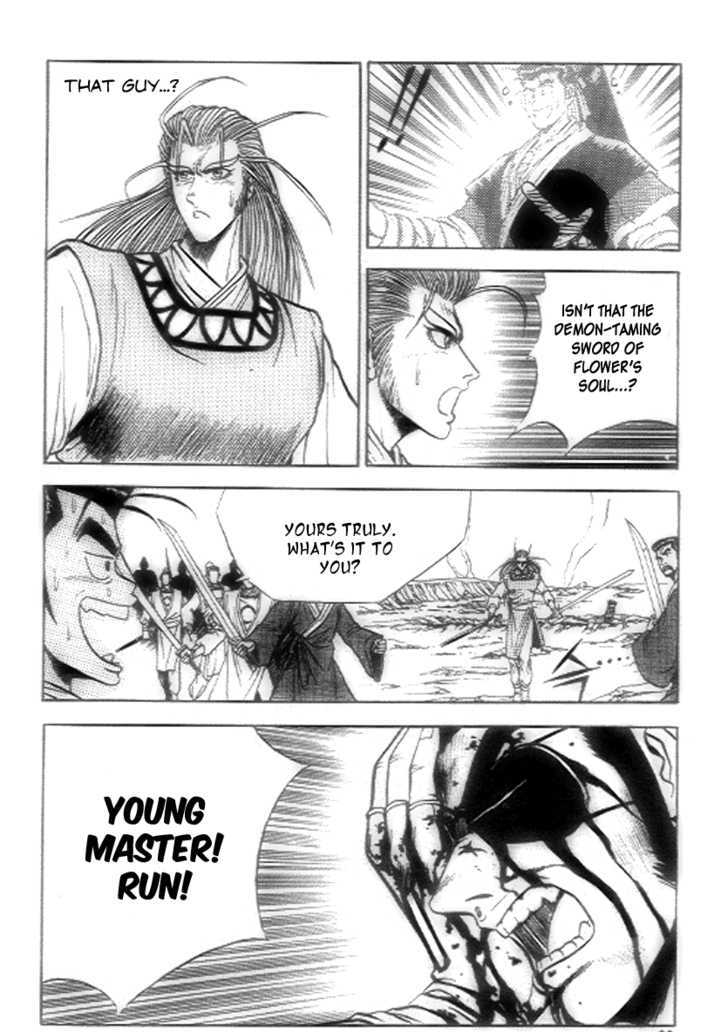 THAT GUY...?
ISN'T THAT THE
DEMON-TAMING
SWORD OF
FLOWER'S
SOUL...?
YOURS TRULY.
WHAT'S IT TO
YOU?
YOUNG
MASTER!
RUN!